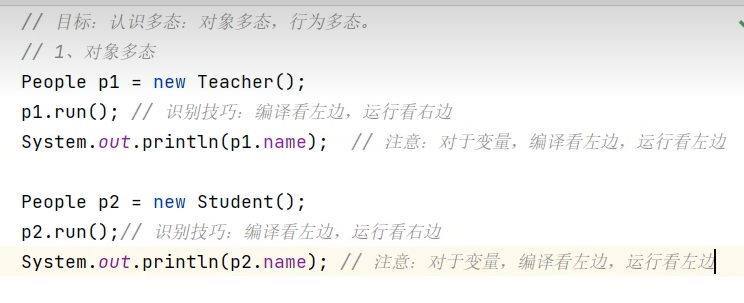 // 目标：认识多态：对象多态，行为多态。
// 1、对象多态
People p1 = new Teacher();
p1.run(); // 识别技巧：编译看左边，运行看右边
System.out.println(p1.name);  // 注意：对于变量，编译看左边，运行看左边
People p2 = new Student();
p2.run();// 识别技巧：编译看左边，运行看右边
System.out.println(p2.name); // 注意：对于变量，编译看左边，运行看左边